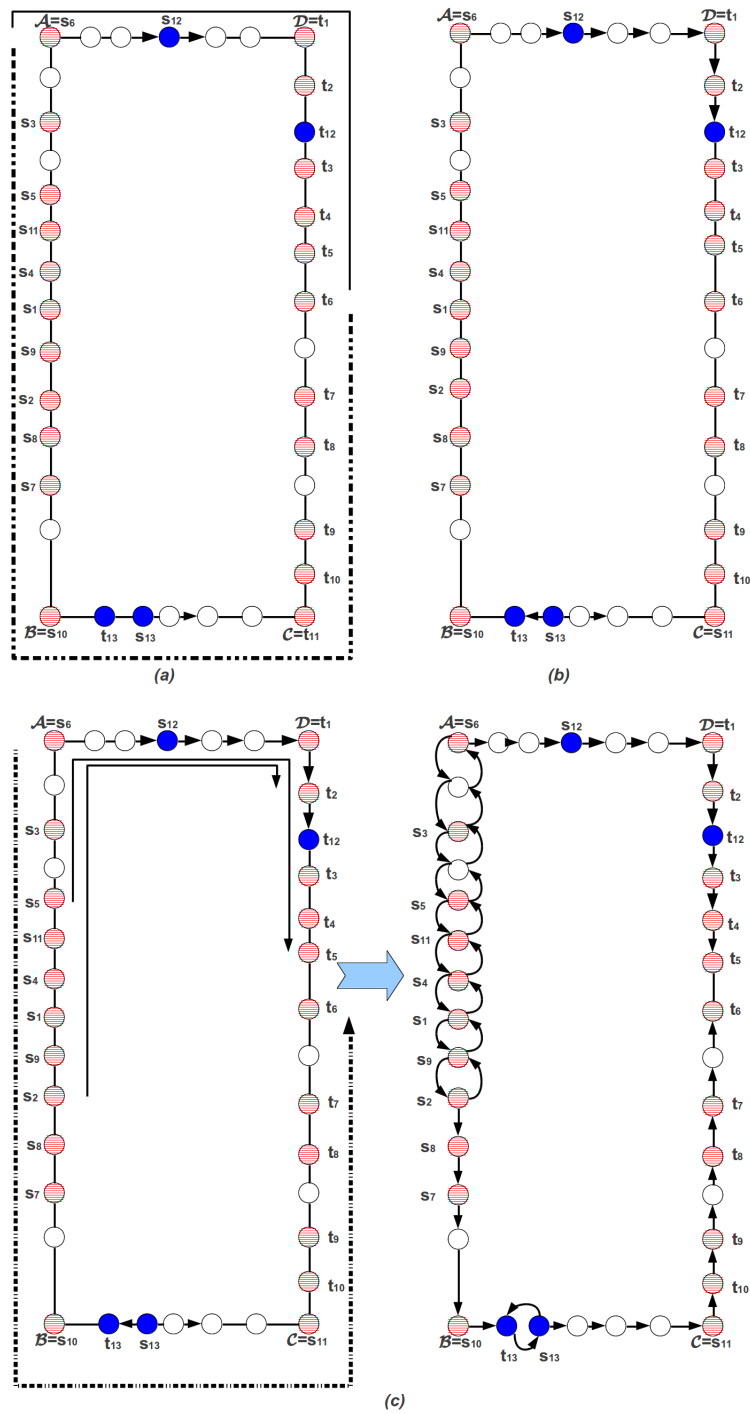 𝒜=s6 s12 𝒟=t1
t2
s3 t12
t3
s5
s11 t4
s4 t5
s1 t6
s9
s2 t7
s8 t8
s7
t9
t10
ℬ=s10 t13 s13 𝒞=t11
(a)
𝒜=s6 s12 𝒟=t1
t2
s3 t12
t3
s5
s11 t4
s4 t5
s1 t6
s9
s2 t7
s8 t8
s7
t9
t10
ℬ=s10 t13 s13 𝒞=s11
(b)
𝒜=s6 s12 𝒟=t1
t2
s3 t12
t3
s5
s11 t4
s4 t5
s1 t6
s9
s2 t7
s8 t8
s7
t9
t10
ℬ=s10 t13 s13 𝒞=s11
𝒜=s6 s12 𝒟=t1
t2
s3 t12
t3
s5
s11 t4
s4 t5
s1 t6
s9
s2 t7
s8 t8
s7
t9
t10
ℬ=s10 t13 s13 𝒞=s11
(c)